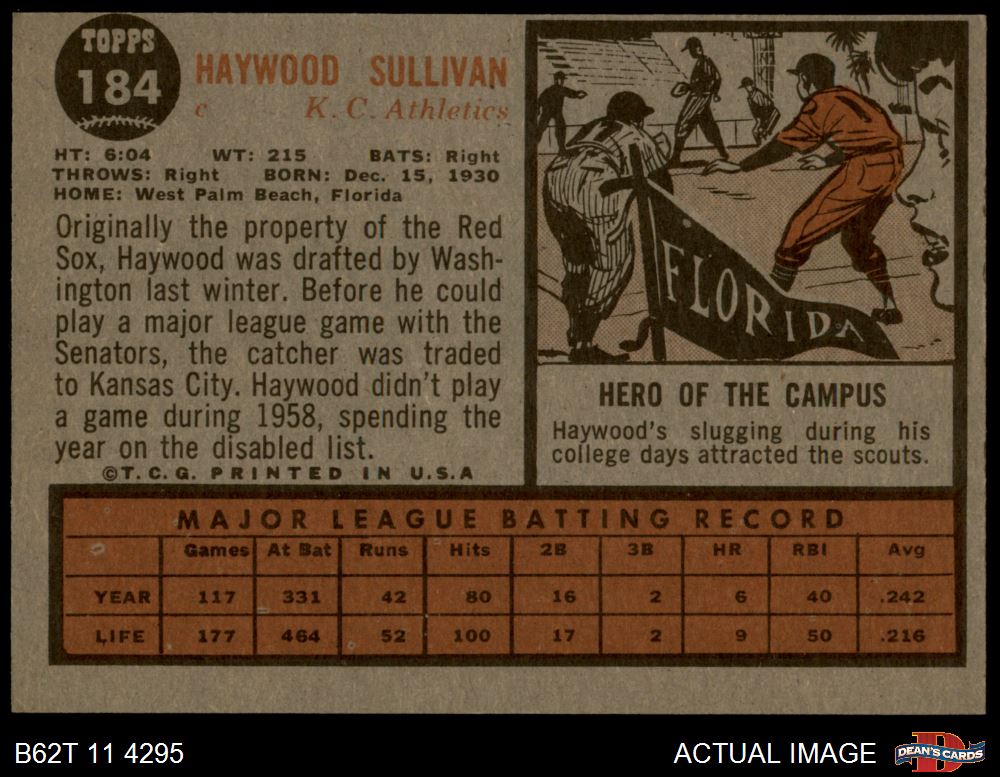 TOPPS
184
HAYWOOD SULLIVAN
c K. C. Athletics
HT: 6:04 WT: 215 BATS: Right
THROWS: Right BORN: Dec. 15, 1930
HOME: West Palm Beach, Florida
Originally the property of the Red
Sox, Haywood was drafted by Wash-
ington last winter. Before he could
play a major league game with the
Senators, the catcher was traded
to Kansas City. Haywood didn't play
a game during 1958, spending the
year on the disabled list.
©T.C.G. PRINTED IN U.S.A
FLORIDA
HERO OF THE CAMPUS
Haywood's slugging during his
college days attracted the scouts.
MAJOR LEAGUE BATTING RECORD
Games At Bat Runs Hits 2B 3B HR RBI Avg
YEAR 117 331 42 80 16 2 6 40 .242
LIFE 177 464 52 100 17 2 9 50 .216
B62T 11 4295
ACTUAL IMAGE
D
DEAN'S CARDS